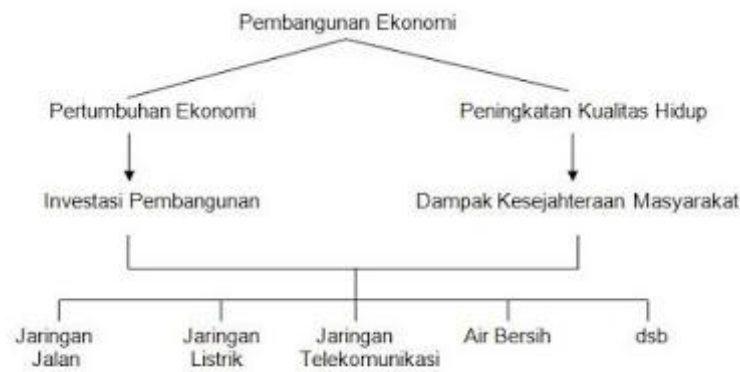 Pembangunan Ekonomi
Pertumbuhan Ekonomi
Peningkatan Kualitas Hidup
Investasi Pembangunan
Dampak Kesejahteraan Masyarakat
Jaringan
Jalan
Jaringan
Listrik
Jaringan
Telekomunikasi
Air Bersih
dsb